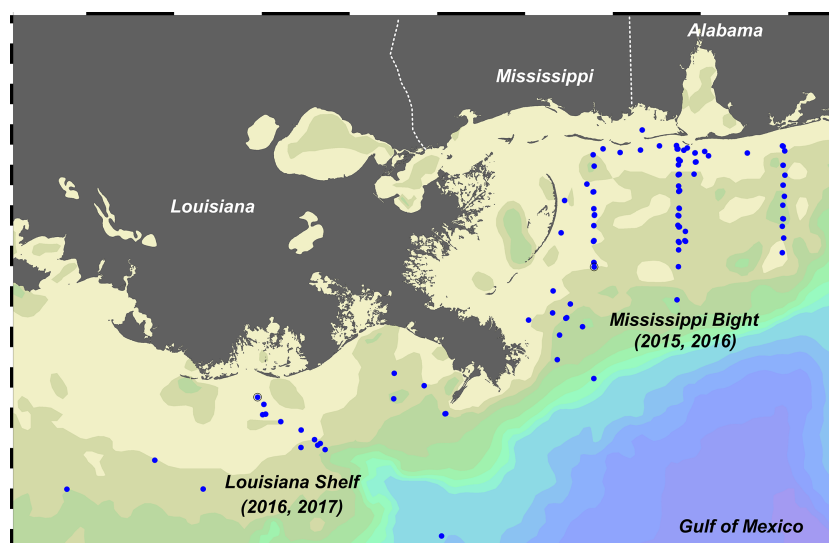 Alabama
Mississippi
Louisiana
Mississippi Bight
(2015, 2016)
Louisiana Shelf
(2016, 2017)
Gulf of Mexico